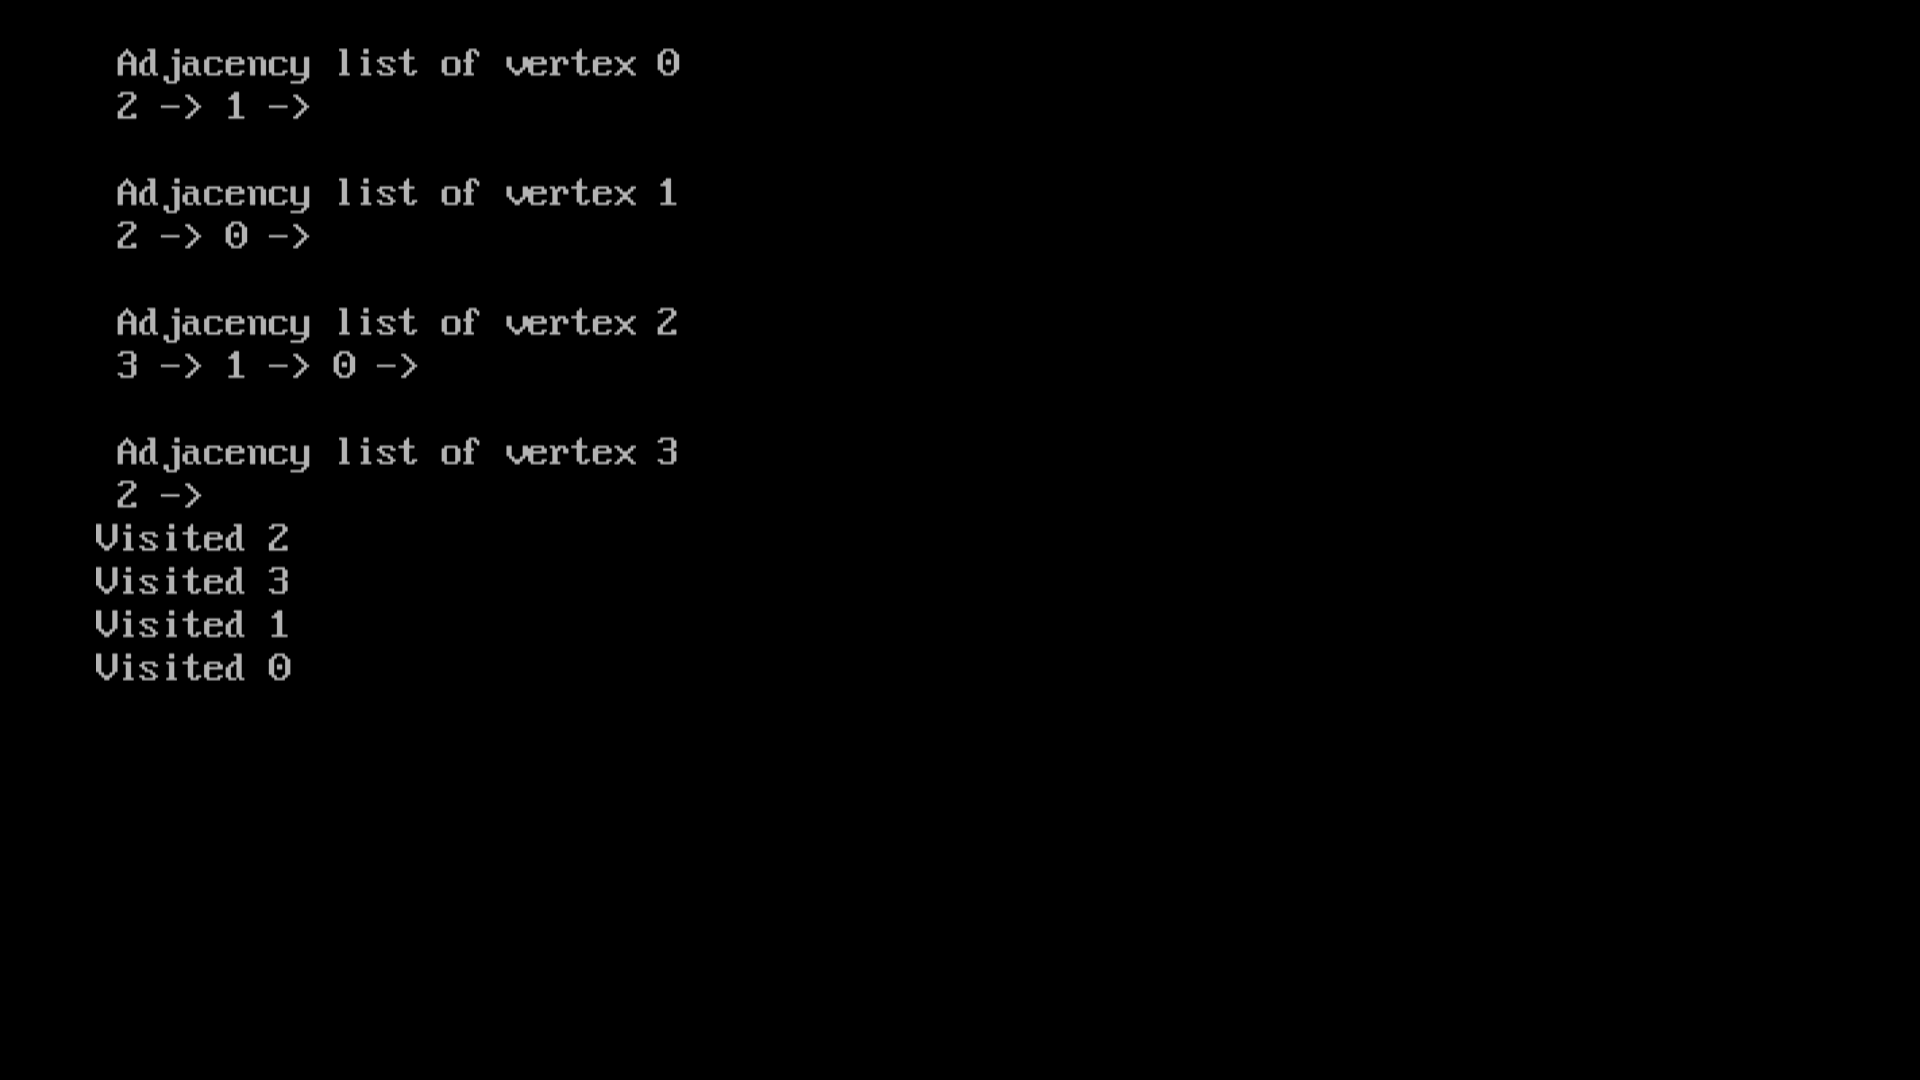 Adjacency list of vertex 0
2 -> 1 ->
Adjacency list of vertex 1
2 -> 0 ->
Adjacency list of vertex 2
3 -> 1 -> 0 ->
Adjacency list of vertex 3
2 ->
Visited 2
Visited 3
Visited 1
Visited 0